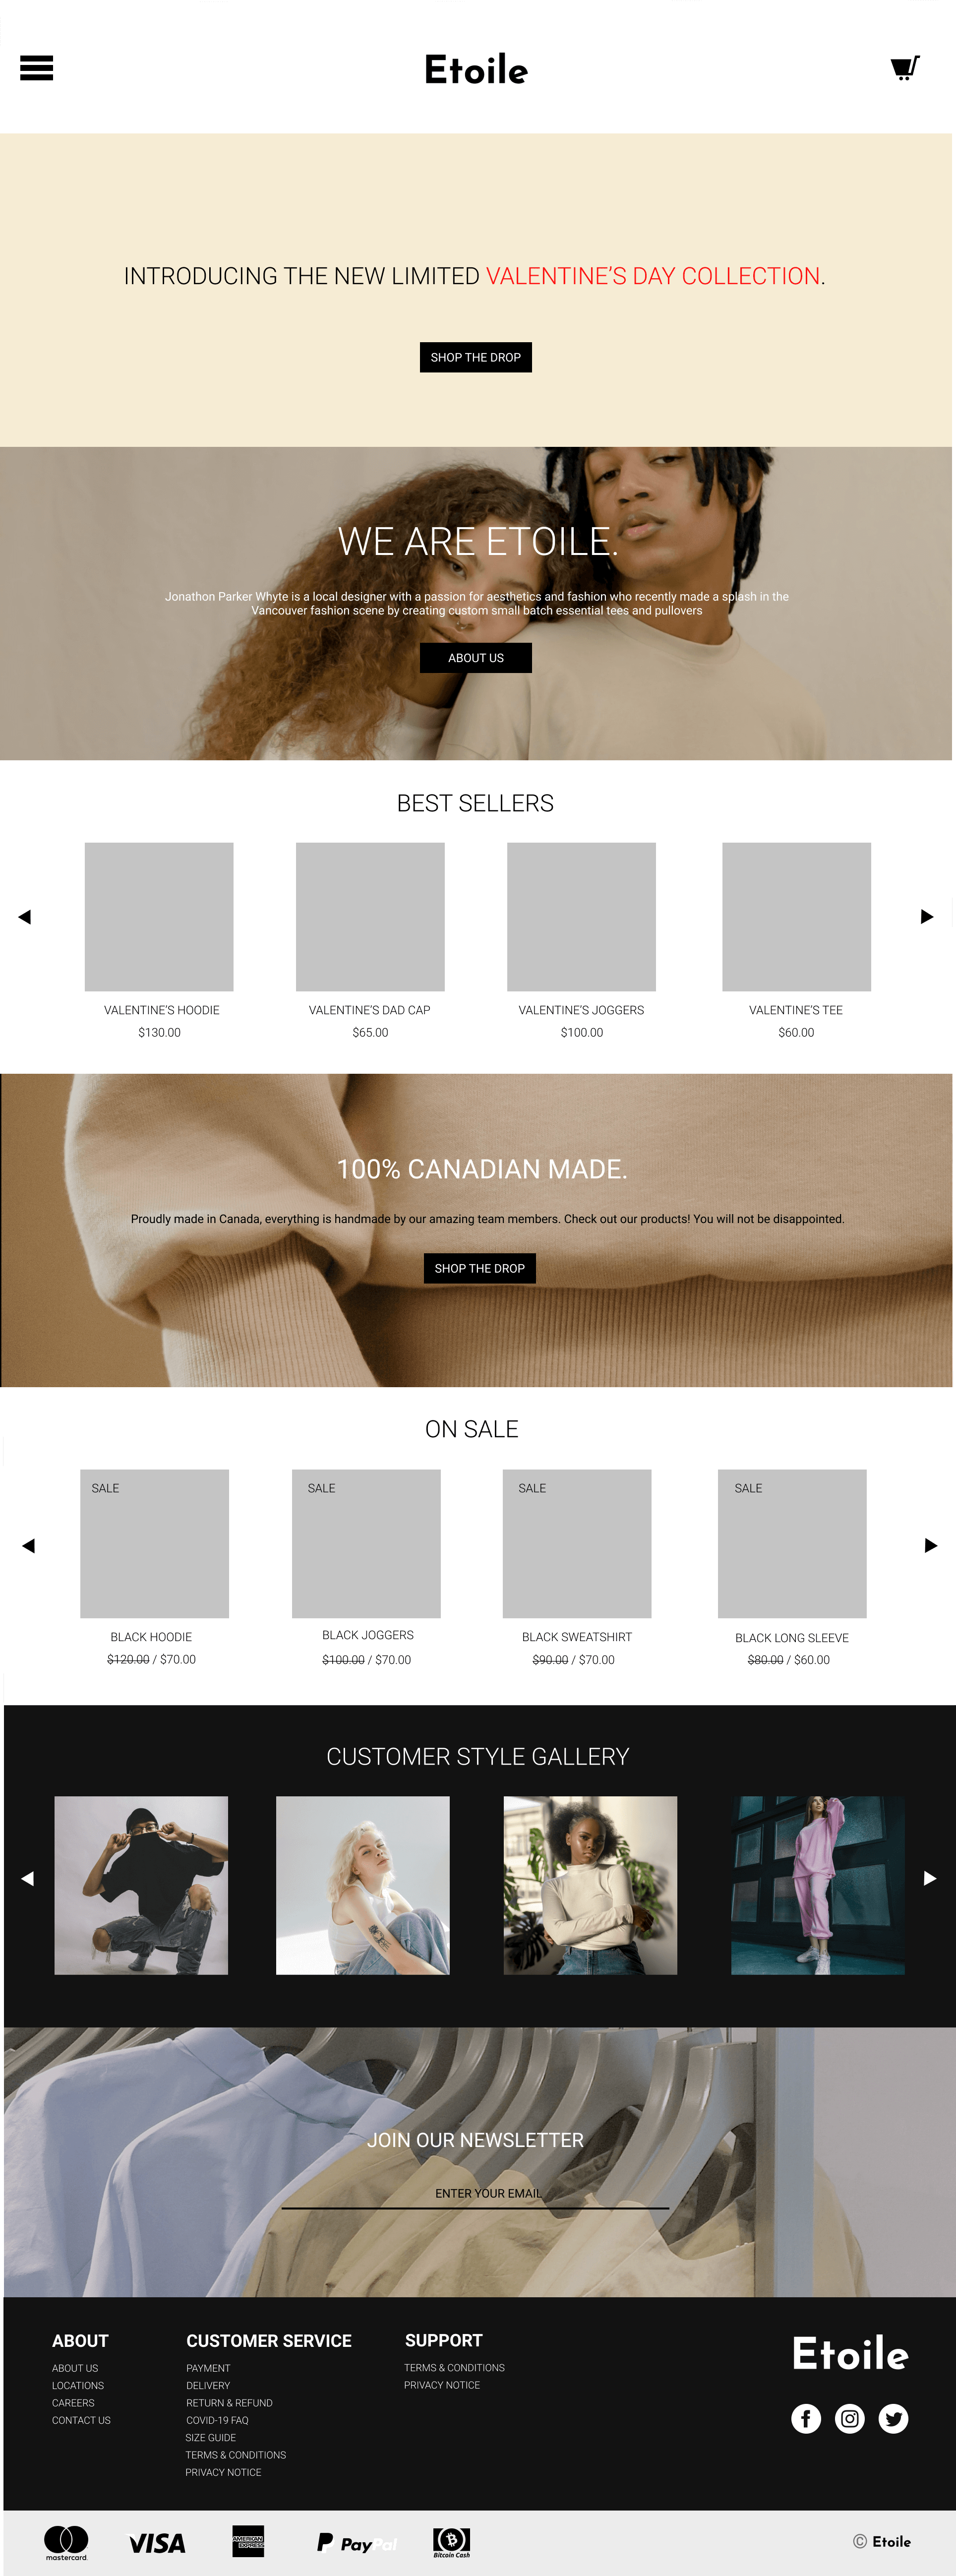 Etoile
INTRODUCING THE NEW LIMITED VALENTINE'S DAY COLLECTION.
SHOP THE DROP
WE ARE ETOILE.
Jonathon Parker Whyte is a local designer with a passion for aesthetics and fashion who recently made a splash in the
Vancouver fashion scene by creating custom small batch essential tees and pullovers
ABOUT US
BEST SELLERS
VALENTINE'S HOODIE
$130.00
VALENTINE'S DAD CAP
$65.00
VALENTINE'S JOGGERS
$100.00
VALENTINE'S TEE
$60.00
100% CANADIAN MADE.
Proudly made in Canada, everything is handmade by our amazing team members. Check out our products! You will not be disappointed.
SHOP THE DROP
ON SALE
SALE
BLACK HOODIE
$120.00 / $70.00
SALE
BLACK JOGGERS
$100.00 / $70.00
SALE
BLACK SWEATSHIRT
$90.00 / $70.00
SALE
BLACK LONG SLEEVE
$80.00 / $60.00
CUSTOMER STYLE GALLERY
JOIN OUR NEWSLETTER
ENTER YOUR EMAIL
ABOUT
ABOUT US
LOCATIONS
CAREERS
CONTACT US
CUSTOMER SERVICE
PAYMENT
DELIVERY
RETURN & REFUND
COVID-19 FAQ
SIZE GUIDE
TERMS & CONDITIONS
PRIVACY NOTICE
SUPPORT
TERMS & CONDITIONS
PRIVACY NOTICE
Etoile
mastercard.
VISA
AMERICAN
EXPRESS
PayPal
Bitcoin Cash
© Etoile